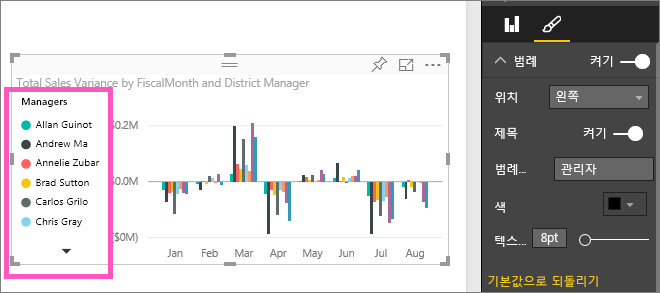 Total Sales Variance by FiscalMonth and District Manager
Managers
Allan Guinot
Andrew Ma
Annelie Zubar
Brad Sutton
Carlos Grilo
Chris Gray
$0.2M
$0.0M
($0M)
Jan Feb Mar Apr May Jun Jul Aug
범례 켜기
위치 왼쪽
제목 켜기
범례... 관리자
색
텍스... 8pt
기본값으로 되돌리기